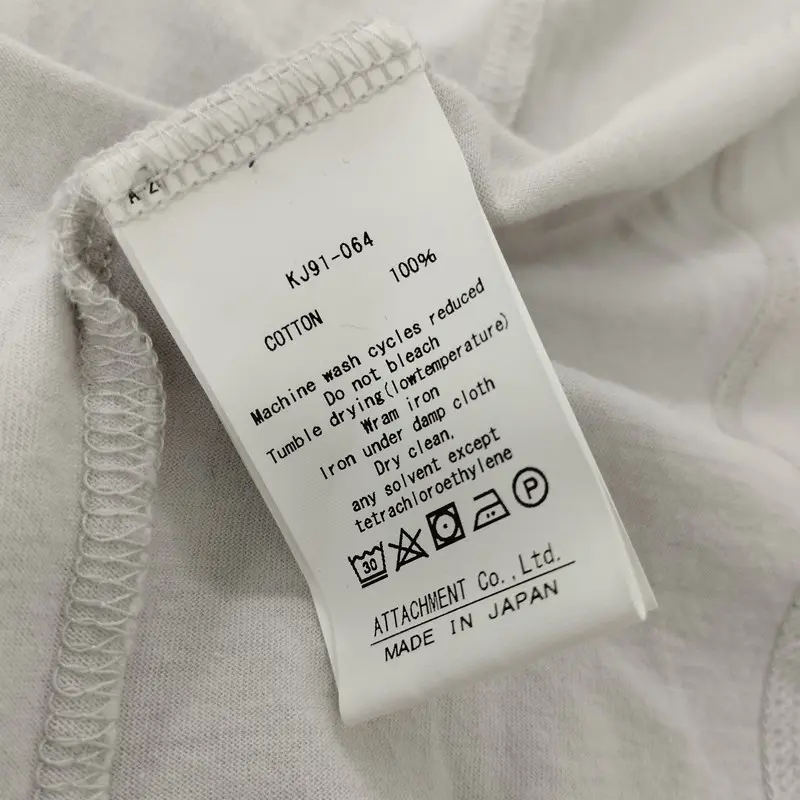 KJ91-064
COTTON 100%
Machine wash cycles reduced
Do not bleach
Tumble drying(lowtemperature)
Wram iron
Iron under damp cloth
Dry clean,
any solvent except
tetrachloroethylene
30 P
ATTACHMENT Co.,Ltd.
MADE IN JAPAN